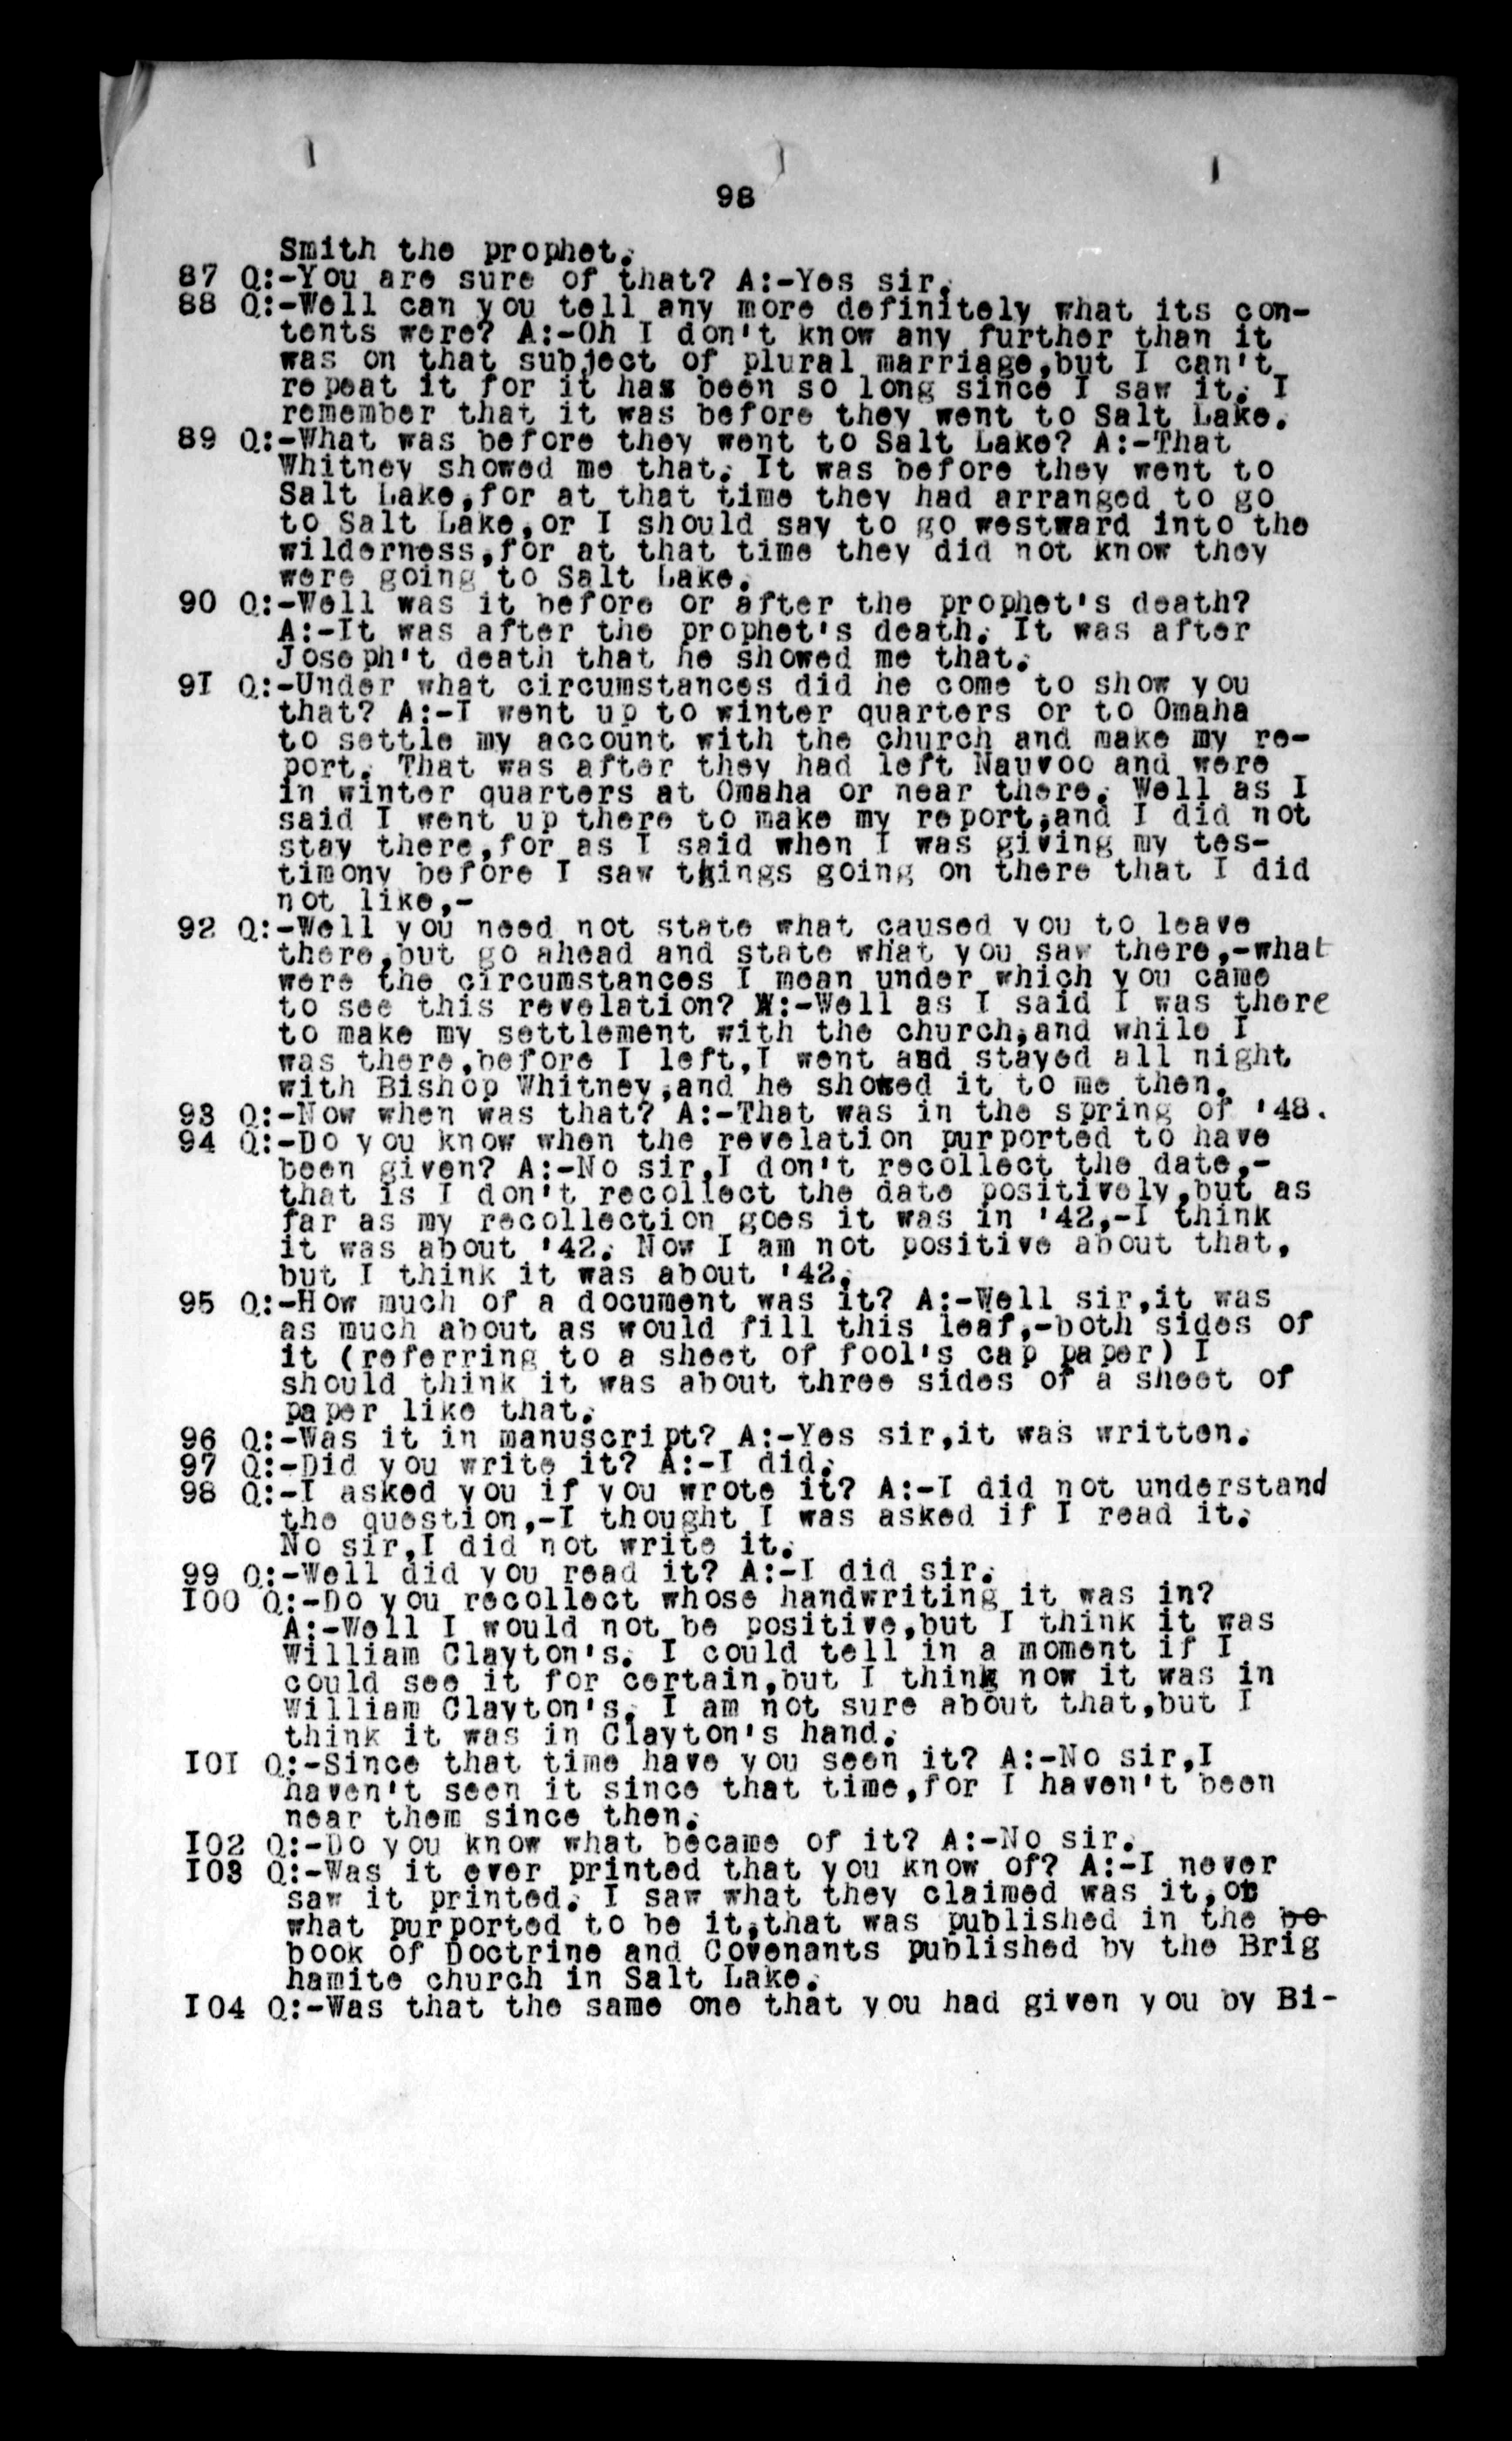 98
Smith the prophet.
87 Q:-You are sure of that? A:-Yes sir.
88 Q:-Well can you tell any more definitely what its con-
tents were? A:-Oh I don't know any further than it
was on that subject of plural marriage,but I can't
repeat it for it has been so long since I saw it. I
remember that it was before they went to Salt Lake.
89 Q:-What was before they went to Salt Lake? A:-That
Whitney showed me that. It was before they went to
Salt Lake,for at that time they had arranged to go
to Salt Lake,or I should say to go westward into the
wilderness,for at that time they did not know they
were going to Salt Lake.
90 Q:-Well was it before or after the prophet's death?
A:-It was after the prophet's death. It was after
Joseph't death that he showed me that.
9I Q:-Under what circumstances did he come to show you
that? A:-I went up to winter quarters or to Omaha
to settle my account with the church and make my re-
port. That was after they had left Nauvoo and were
in winter quarters at Omaha or near there. Well as I
said I went up there to make my report,and I did not
stay there,for as I said when I was giving my tes-
timony before I saw things going on there that I did
not like,-
92 Q:-Well you need not state what caused you to leave
there,but go ahead and state what you saw there,-what
were the circumstances I mean under which you came
to see this revelation? A:-Well as I said I was there
to make my settlement with the church,and while I
was there,before I left,I went and stayed all night
with Bishop Whitney,and he showed it to me then.
93 Q:-Now when was that? A:-That was in the spring of '48.
94 Q:-Do you know when the revelation purported to have
been given? A:-No sir,I don't recollect the date,-
that is I don't recollect the date positively,but as
far as my recollection goes it was in '42,-I think
it was about '42. Now I am not positive about that,
but I think it was about '42.
95 Q:-How much of a document was it? A:-Well sir,it was
as much about as would fill this leaf,-both sides of
it (referring to a sheet of fool's cap paper) I
should think it was about three sides of a sheet of
paper like that.
96 Q:-Was it in manuscript? A:-Yes sir,it was written.
97 Q:-Did you write it? A:-I did.
98 Q:-I asked you if you wrote it? A:-I did not understand
the question,-I thought I was asked if I read it.
No sir,I did not write it.
99 Q:-Well did you read it? A:-I did sir.
I00 Q:-Do you recollect whose handwriting it was in?
A:-Well I would not be positive,but I think it was
William Clayton's. I could tell in a moment if I
could see it for certain,but I think now it was in
William Clayton's. I am not sure about that,but I
think it was in Clayton's hand.
I0I Q:-Since that time have you seen it? A:-No sir,I
haven't seen it since that time,for I haven't been
near them since then.
I02 Q:-Do you know what became of it? A:-No sir.
I03 Q:-Was it ever printed that you know of? A:-I never
saw it printed. I saw what they claimed was it,or
what purported to be it,that was published in the bo
book of Doctrine and Covenants published by the Brig
hamite church in Salt Lake.
I04 Q:-Was that the same one that you had given you by Bi-